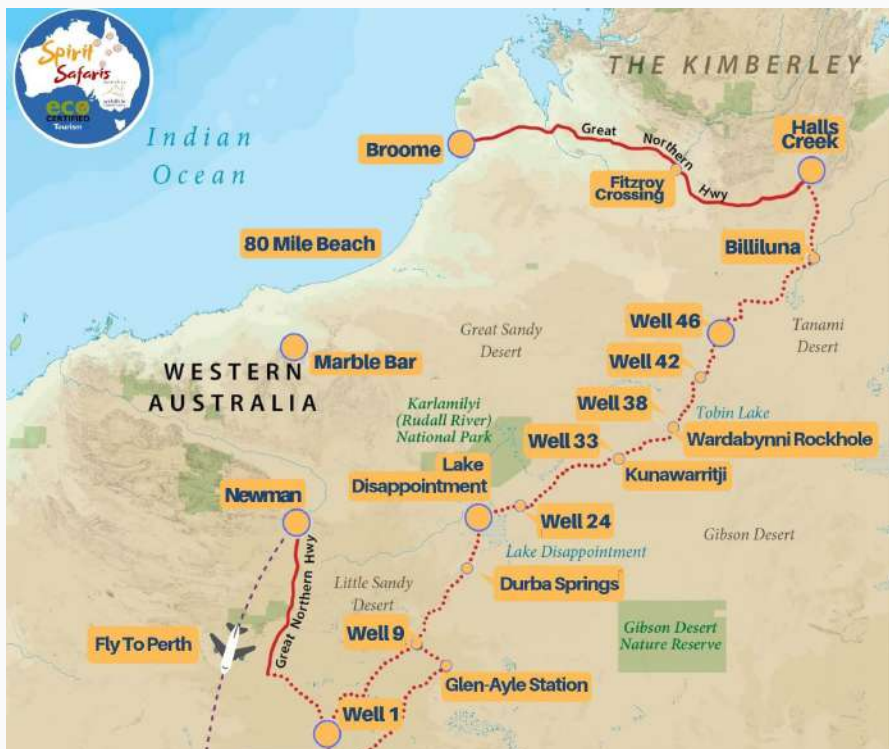 Spirit
Safaris
eco
CERTIFIED
Tourism
THE KIMBERLEY
Indian
Ocean
Broome
Great Northern Hwy
Halls
Creek
Fitzroy
Crossing
80 Mile Beach
Billiluna
Well 46
Great Sandy
Desert
Tanami
Desert
Marble Bar
WESTERN
AUSTRALIA
Well 42
Well 38
Tobin Lake
Karlamilyi
(Rudall River)
National Park
Well 33
Wardabynni Rockhole
Lake
Disappointment
Kunawarritji
Newman
Well 24
Gibson Desert
Lake Disappointment
Great Northern Hwy
Little Sandy
Desert
Durba Springs
Fly To Perth
Well 9
Gibson Desert
Nature Reserve
Glen-Ayle Station
Well 1